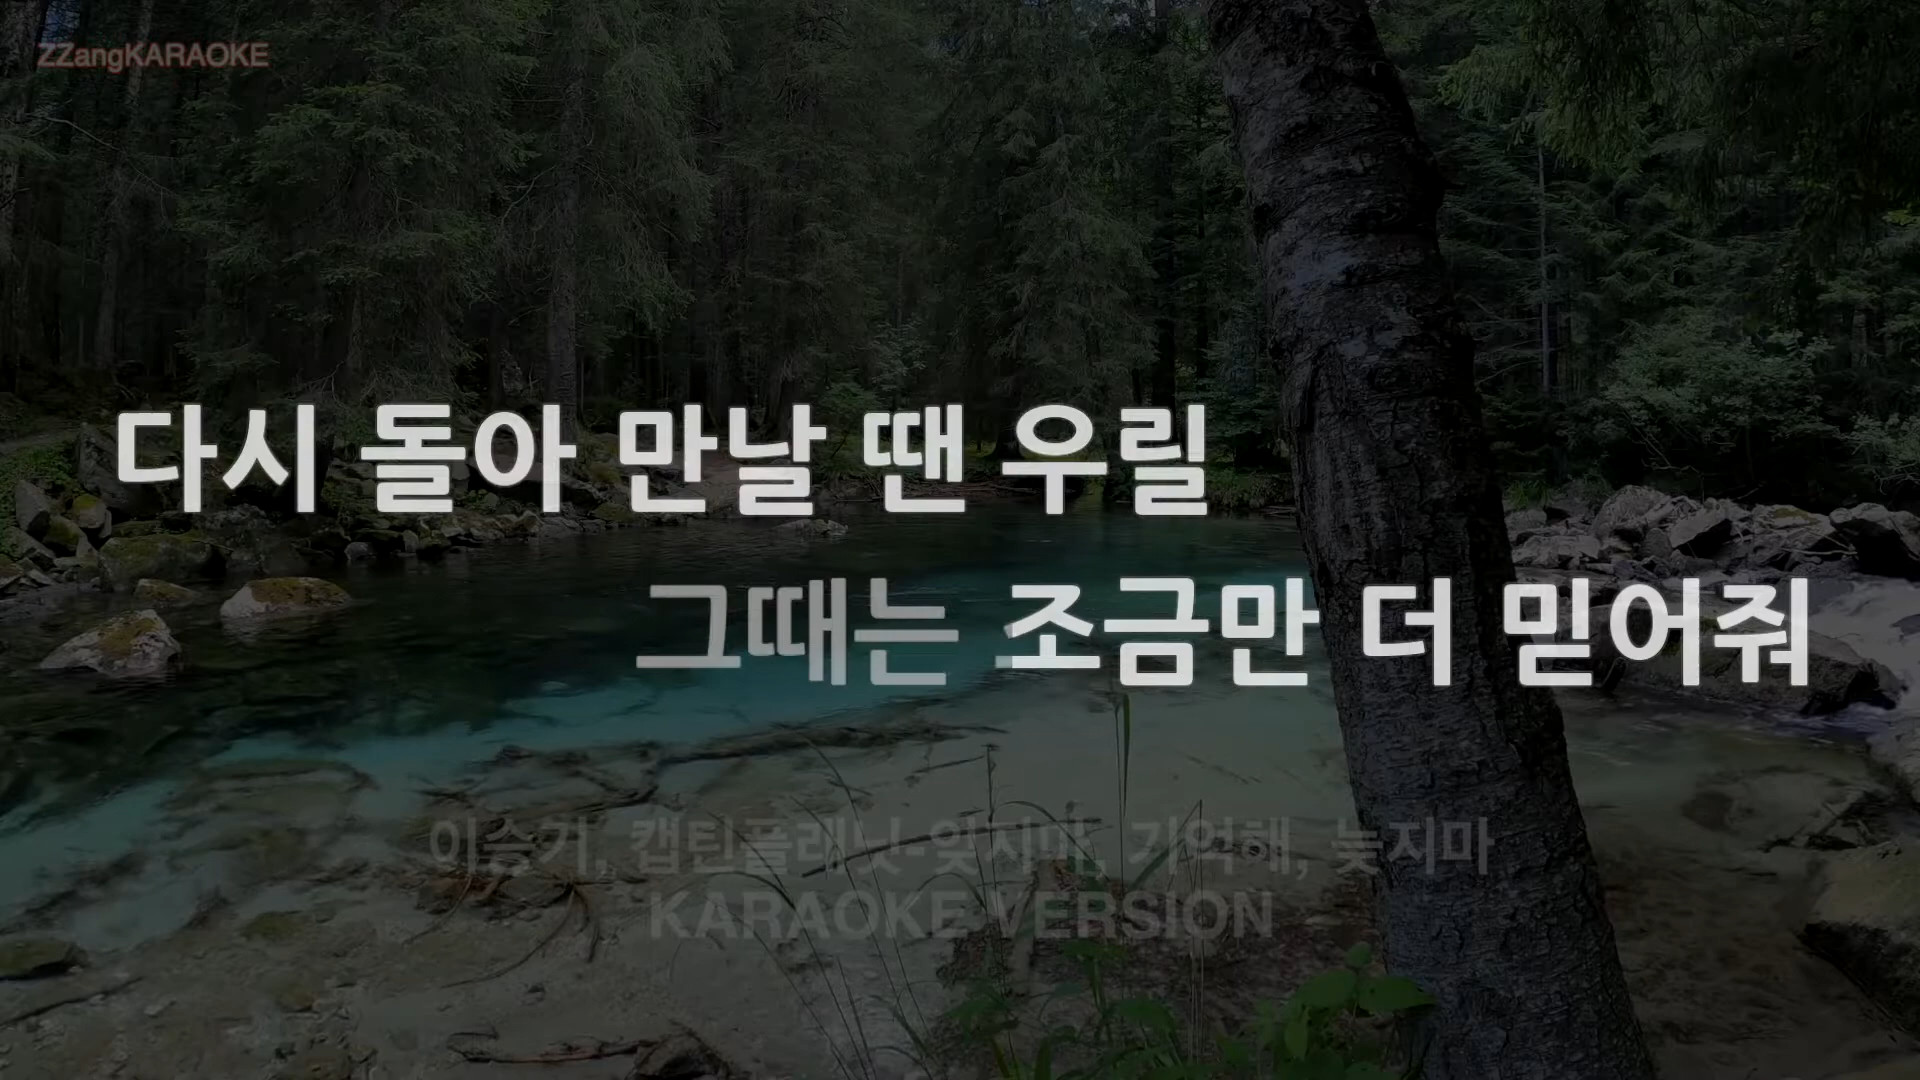 ZZangKARAOKE
다시 돌아 만날 땐 우릴
그때는 조금만 더 믿어줘
이승기, 캡틴플래닛-잊지마, 기억해, 늦지마
KARAOKE VERSION